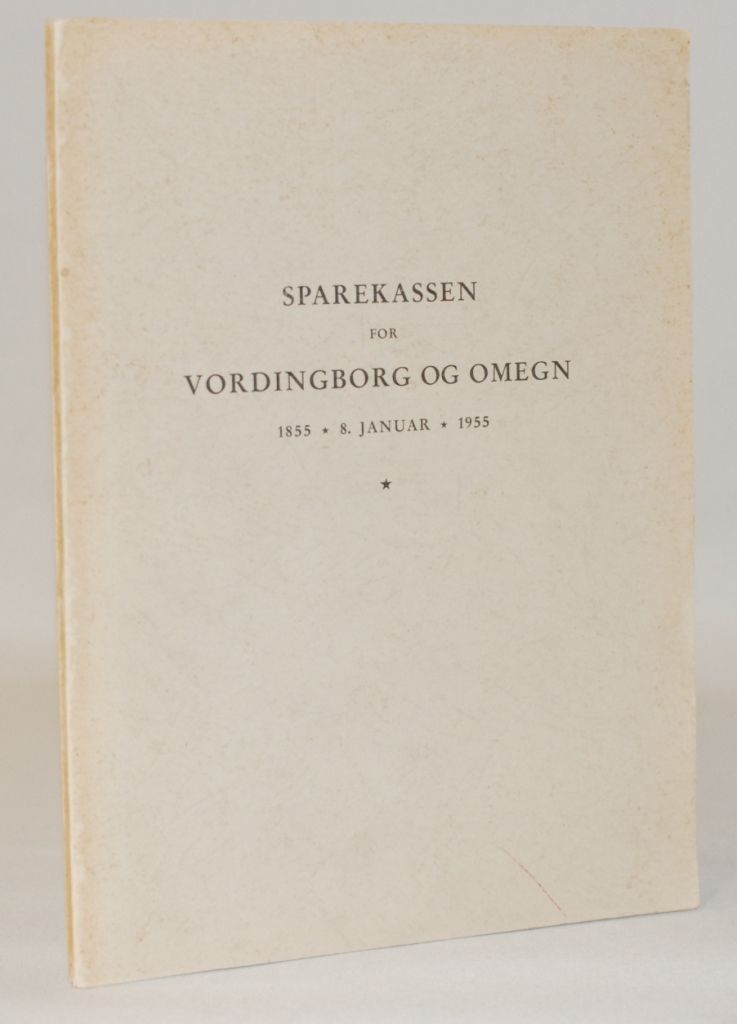 SPAREKASSEN
FOR
VORDINGBORG OG OMEGN
1855 ★ 8. JANUAR ★ 1955
★